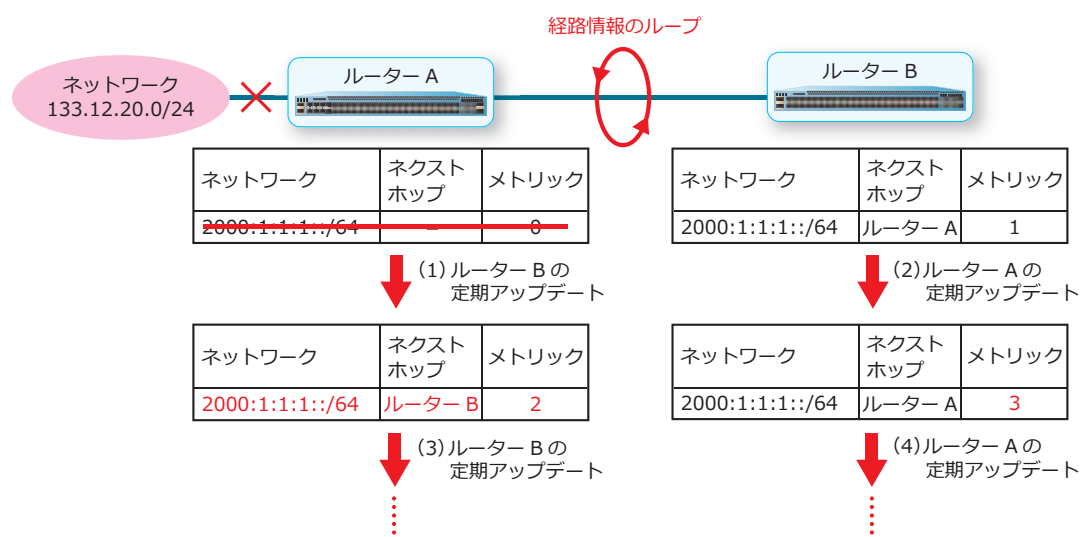 経路情報のループ
ネットワーク
133.12.20.0/24
ルーター A
ルーター B
ネットワーク
ネクスト
ホップ
メトリック
2000:1:1:1::/64
–
0
ネットワーク
ネクスト
ホップ
メトリック
2000:1:1:1::/64
ルーター A
1
(1)ルーター B の
定期アップデート
(2)ルーター A の
定期アップデート
ネットワーク
ネクスト
ホップ
メトリック
2000:1:1:1::/64
ルーター B
2
ネットワーク
ネクスト
ホップ
メトリック
2000:1:1:1::/64
ルーター A
3
(3)ルーター B の
定期アップデート
(4)ルーター A の
定期アップデート